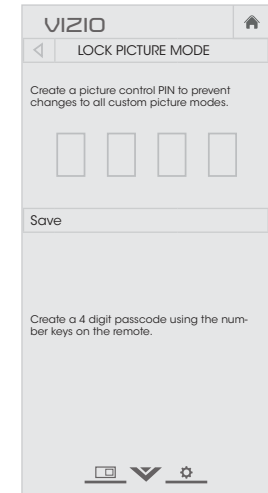 VIZIO
LOCK PICTURE MODE
Create a picture control PIN to prevent
changes to all custom picture modes.
Save
Create a 4 digit passcode using the num-
ber keys on the remote.